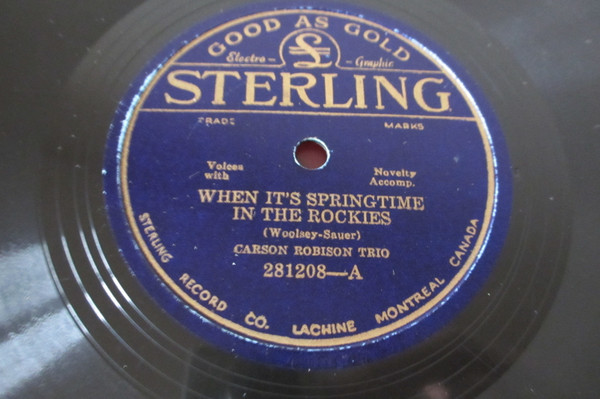 GOOD AS GOLD
Electro - Graphic
STERLING
TRADE MARKS
Voices with
Novelty Accomp.
WHEN IT'S SPRINGTIME
IN THE ROCKIES
(Woolsey-Sauer)
CARSON ROBISON TRIO
281208—A
STERLING RECORD CO. LACHINE MONTREAL CANADA